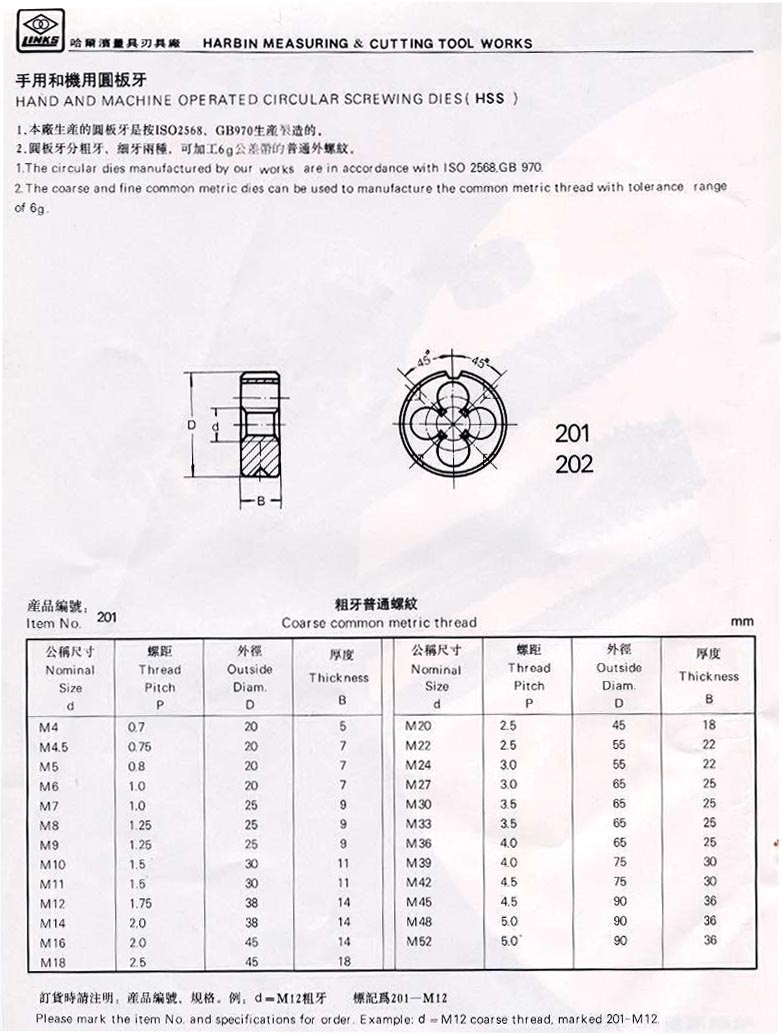 LINKS 哈爾濱量具刃具廠 HARBIN MEASURING & CUTTING TOOL WORKS
手用和機用圓板牙
HAND AND MACHINE OPERATED CIRCULAR SCREWING DIES( HSS )
1.本廠生産的圓板牙是按ISO2568、GB970生産製造的。
2.圓板牙分粗牙、細牙兩種，可加工6g公差帶的普通外螺紋。
1.The circular dies manufactured by our works are in accordance with ISO 2568.GB 970.
2.The coarse and fine common metric dies can be used to manufacture the common metric thread with tolerance range
of 6g.
45° 45°
D d
B
201
202
産品編號：
Item No. 201
粗牙普通螺紋
Coarse common metric thread
mm
公稱尺寸 螺距 外徑 厚度 公稱尺寸 螺距 外徑 厚度
Nominal Thread Outside Thickness Nominal Thread Outside Thickness
Size Pitch Diam. Size Pitch Diam.
d P D B d P D B
M4 0.7 20 5 M20 2.5 45 18
M4.5 0.75 20 7 M22 2.5 55 22
M5 0.8 20 7 M24 3.0 55 22
M6 1.0 20 7 M27 3.0 65 25
M7 1.0 25 9 M30 3.5 65 25
M8 1.25 25 9 M33 3.5 65 25
M9 1.25 25 9 M36 4.0 65 25
M10 1.5 30 11 M39 4.0 75 30
M11 1.5 30 11 M42 4.5 75 30
M12 1.75 38 14 M45 4.5 90 36
M14 2.0 38 14 M48 5.0 90 36
M16 2.0 45 14 M52 5.0 90 36
M18 2.5 45 18
訂貨時請注明：産品編號、規格。例：d=M12粗牙 標記爲201—M12
Please mark the item No. and specifications for order. Example: d =M12 coarse thread, marked 201-M12.